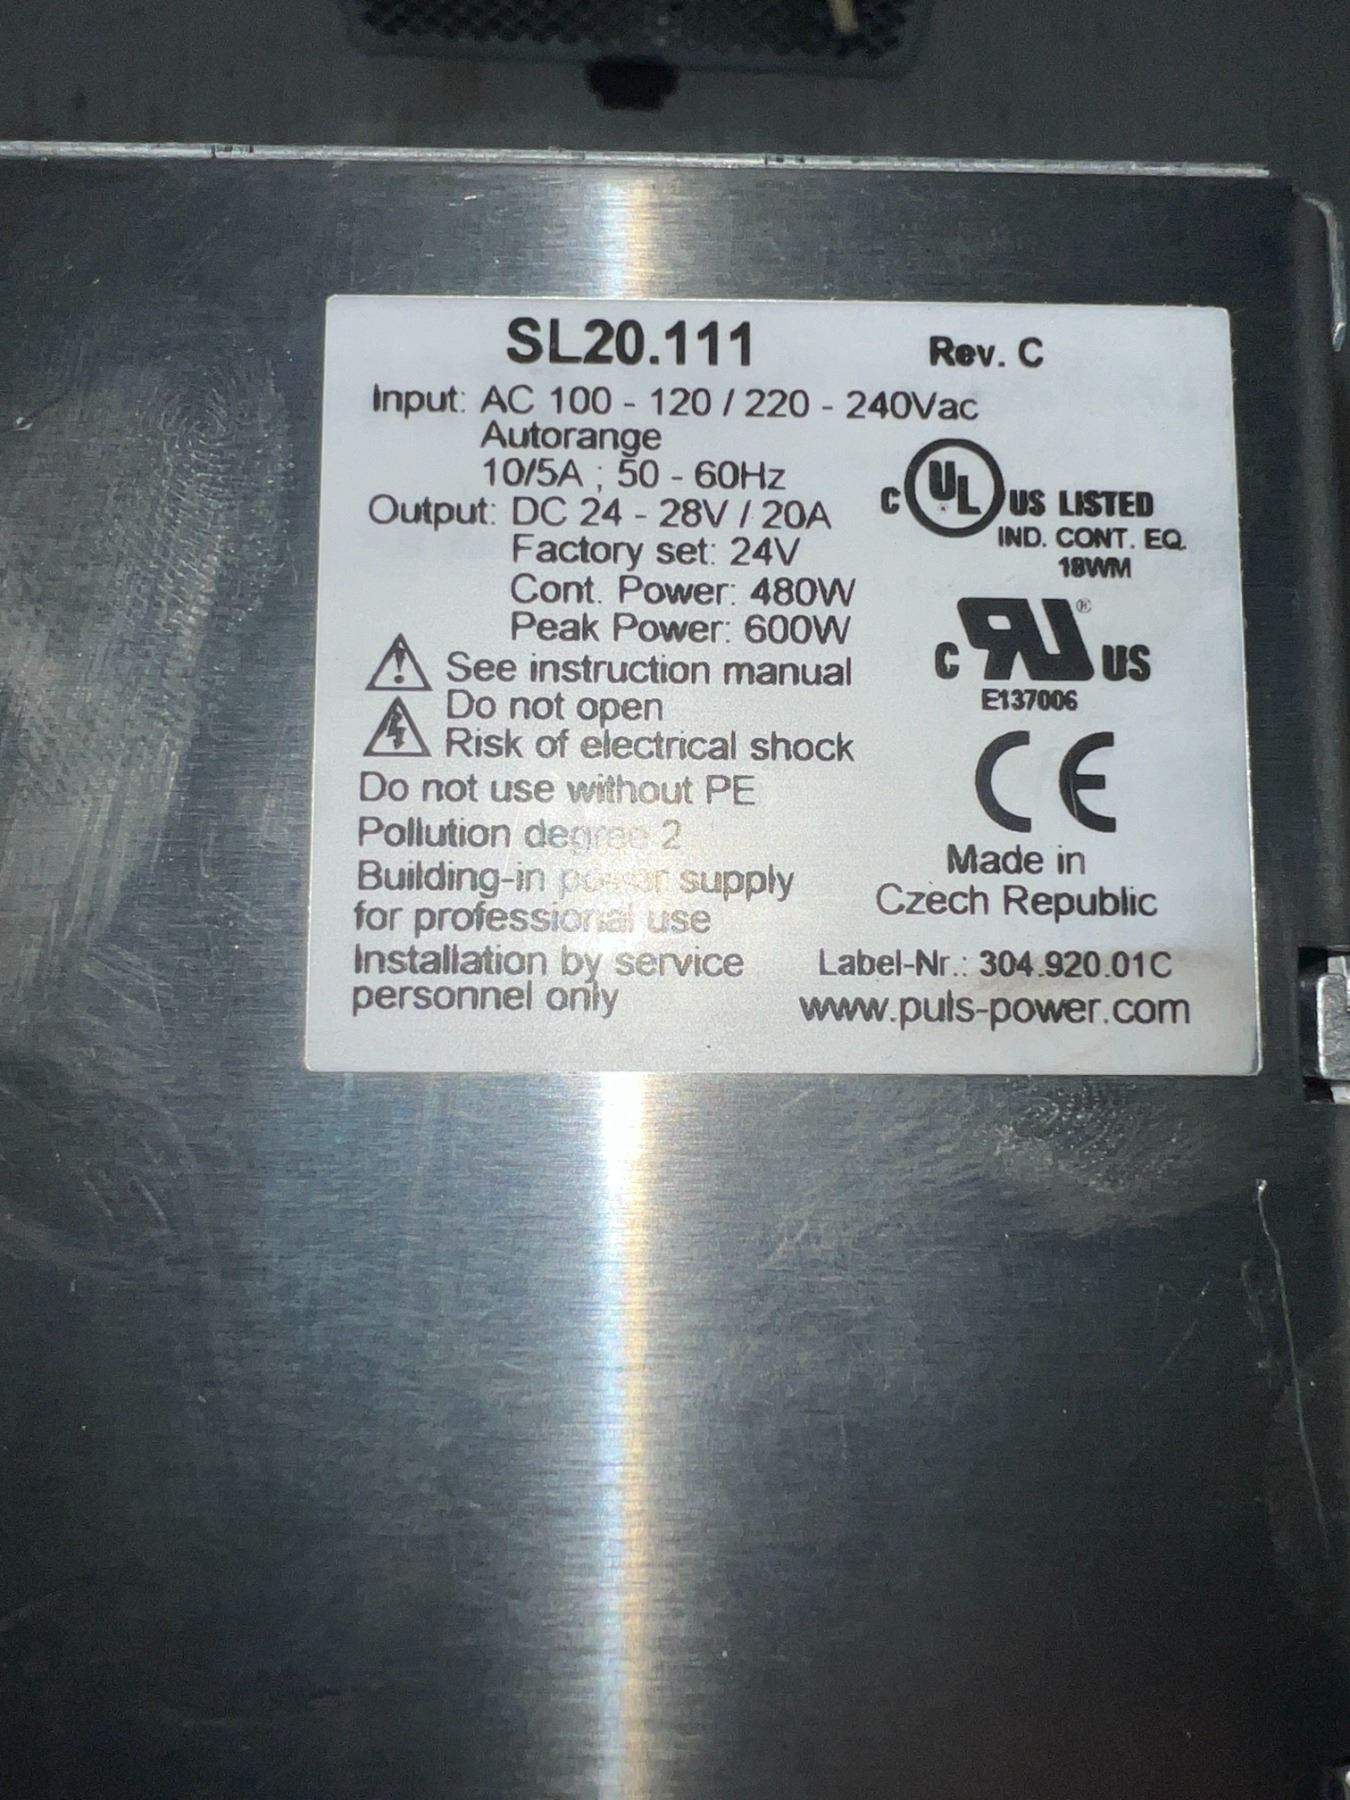 SL20.111 Rev. C
Input: AC 100 - 120 / 220 - 240Vac
Autorange
10/5A ; 50 - 60Hz
Output: DC 24 - 28V / 20A
Factory set: 24V
Cont. Power: 480W
Peak Power: 600W
See instruction manual
Do not open
Risk of electrical shock
Do not use without PE
Pollution degree 2
Building-in power supply
for professional use
Installation by service
personnel only
C UL US LISTED
IND. CONT. EQ.
18WM
C RU ® US
E137006
CE
Made in
Czech Republic
Label-Nr.: 304.920.01C
www.puls-power.com